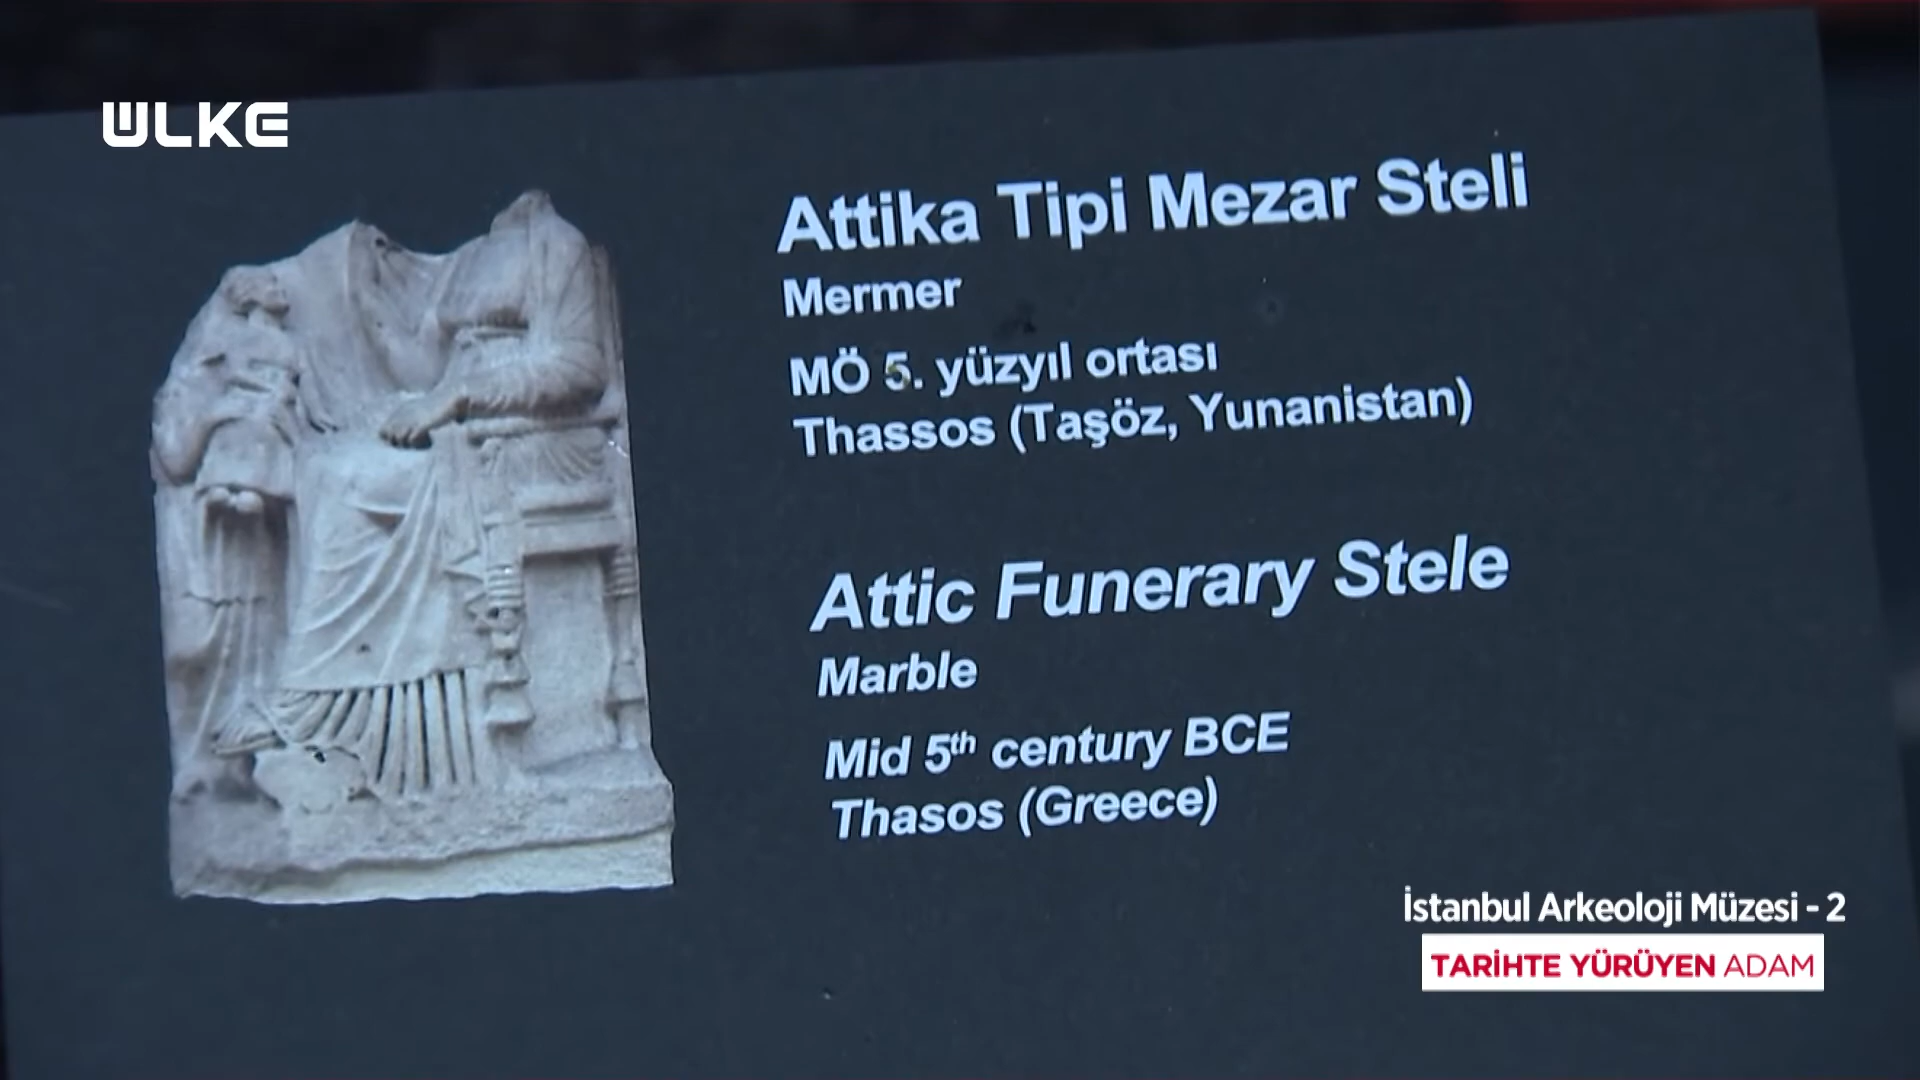 ÜLKE
Attika Tipi Mezar Steli
Mermer
MÖ 5. yüzyıl ortası
Thassos (Taşöz, Yunanistan)
Attic Funerary Stele
Marble
Mid 5th century BCE
Thasos (Greece)
İstanbul Arkeoloji Müzesi - 2
TARİHTE YÜRÜYEN ADAM